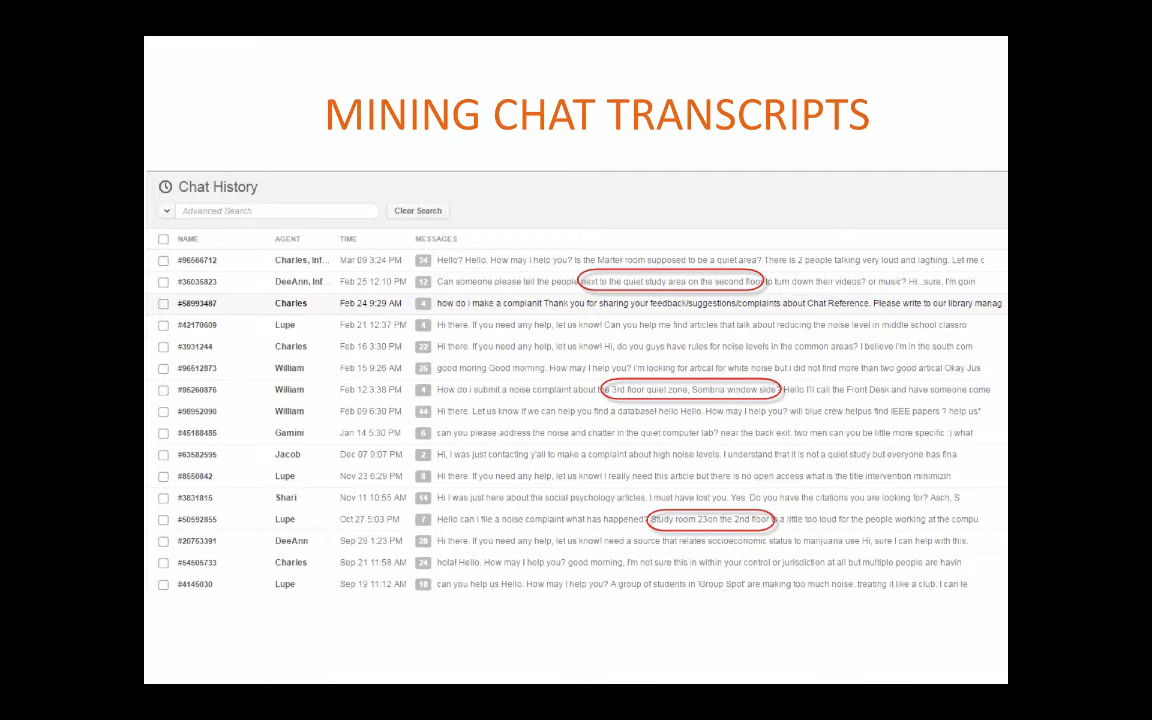 MINING CHAT TRANSCRIPTS
Chat History
Advanced Search Clear Search
NAME AGENT TIME MESSAGES
#96566712 Charles, Inf... Mar 09 3:24 PM 34 Hello? Hello. How may I help you? Is the Marter room supposed to be a quiet area? There is 2 people talking very loud and laghing. Let me c
#36035823 DeeAnn, Inf... Feb 25 12:10 PM 12 Can someone please tell the people next to the quiet study area on the second floor to turn down their videos? or music? Hi...sure, I'm goin
#58993487 Charles Feb 24 9:29 AM 4 how do i make a complanit Thank you for sharing your feedback/suggestions/complaints about Chat Reference. Please write to our library manag
#42170609 Lupe Feb 21 12:37 PM 4 Hi there. If you need any help, let us know! Can you help me find articles that talk about reducing the noise level in middle school classro
#3931244 Charles Feb 16 3:30 PM 22 Hi there. If you need any help, let us know! Hi, do you guys have rules for noise levels in the common areas? I believe i'm in the south com
#96512873 William Feb 15 9:26 AM 25 good moring Good morning. How may I help you? i'm looking for artical for white noise but i did not find more than two good artical Okay Jus
#95260876 William Feb 12 3:38 PM 4 How do i submit a noise complaint about the 3rd floor quiet zone, Sombria window side? Hello I'll call the Front Desk and have someone come
#98952090 William Feb 09 6:30 PM 44 Hi there. Let us know if we can help you find a database! hello Hello. How may I help you? will blue crew helpus find IEEE papers ? help us*
#45188485 Gamini Jan 14 5:30 PM 6 can you please address the noise and chatter in the quiet computer lab? near the back exit. two men can you be little more specific :) what
#63582595 Jacob Dec 07 9:07 PM 2 Hi, I was just contacting y'all to make a complaint about high noise levels. I understand that it is not a quiet study but everyone has fina
#8550842 Lupe Nov 23 6:29 PM 8 Hi there. If you need any help, let us know! I really need this article but there is no open access what is the title intervention minimizin
#3831815 Shari Nov 11 10:55 AM 14 Hi I was just here about the social psychology articles. I must have lost you. Yes. Do you have the citations you are looking for? Asch, S
#50592855 Lupe Oct 27 5:03 PM 7 Hello can I file a noise complaint what has happened? Study room 23on the 2nd floor is a little too loud for the people working at the compu
#20753391 DeeAnn Sep 28 1:23 PM Hi there. If you need any help, let us know! need a source that relates socioeconomic status to marijuana use Hi, sure I can help with this.
#54505733 Charles Sep 21 11:58 AM 24 hola! Hello. How may I help you? good morning, I'm not sure this in within your control or jurisdiction at all but multiple people are havin
#4145030 Lupe Sep 19 11:12 AM can you help us Hello. How may I help you? A group of students in 'Group Spot' are making too much noise. treating it like a club. I can le